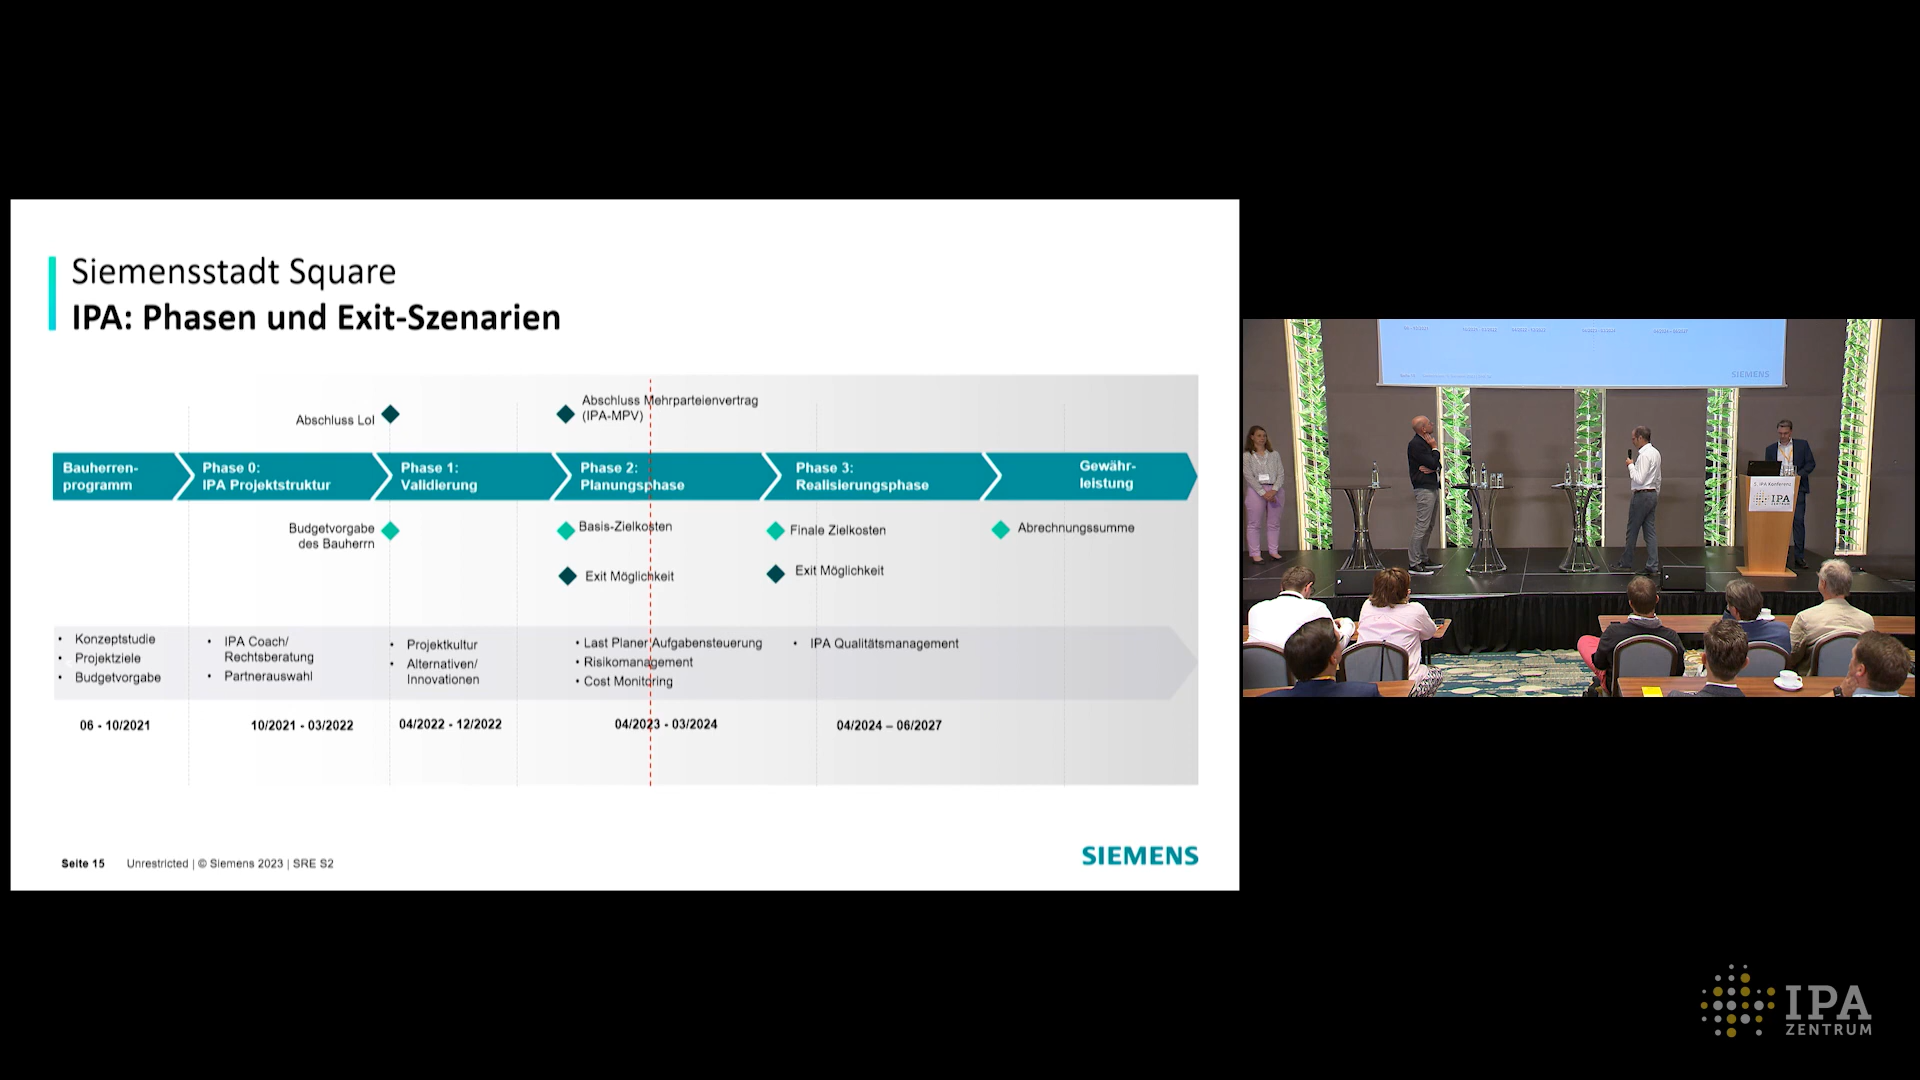 Siemensstadt Square
IPA: Phasen und Exit-Szenarien
Abschluss LoI
Abschluss Mehrparteienvertrag
(IPA-MPV)
Bauherren-
programm
Phase 0:
IPA Projektstruktur
Phase 1:
Validierung
Phase 2:
Planungsphase
Phase 3:
Realisierungsphase
Gewähr-
leistung
Budgetvorgabe
des Bauherrn
Basis-Zielkosten
Finale Zielkosten
Abrechnungssumme
Exit Möglichkeit
Exit Möglichkeit
• Konzeptstudie
• Projektziele
• Budgetvorgabe
• IPA Coach/
Rechtsberatung
• Partnerauswahl
• Projektkultur
• Alternativen/
Innovationen
• Last Planer Aufgabensteuerung
• Risikomanagement
• Cost Monitoring
• IPA Qualitätsmanagement
06 - 10/2021
10/2021 - 03/2022
04/2022 - 12/2022
04/2023 - 03/2024
04/2024 – 06/2027
Seite 15
Unrestricted | © Siemens 2023 | SRE S2
SIEMENS
SIEMENS
IPA Konferenz
IPA
IPA
ZENTRUM